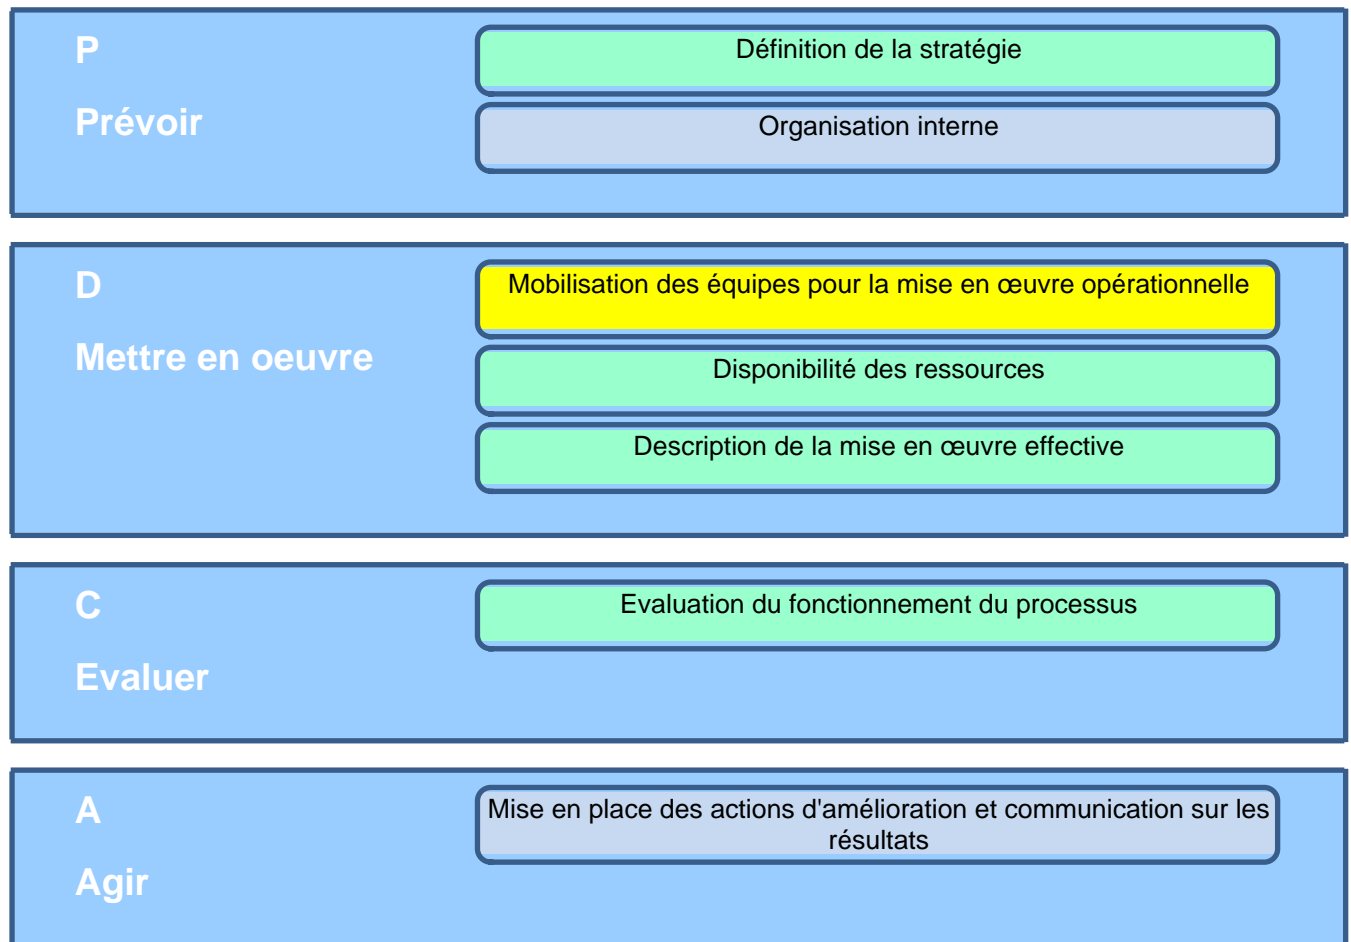 P
Prévoir
Définition de la stratégie
Organisation interne
D
Mettre en oeuvre
Mobilisation des équipes pour la mise en œuvre opérationnelle
Disponibilité des ressources
Description de la mise en œuvre effective
C
Evaluer
Evaluation du fonctionnement du processus
A
Agir
Mise en place des actions d'amélioration et communication sur les
résultats